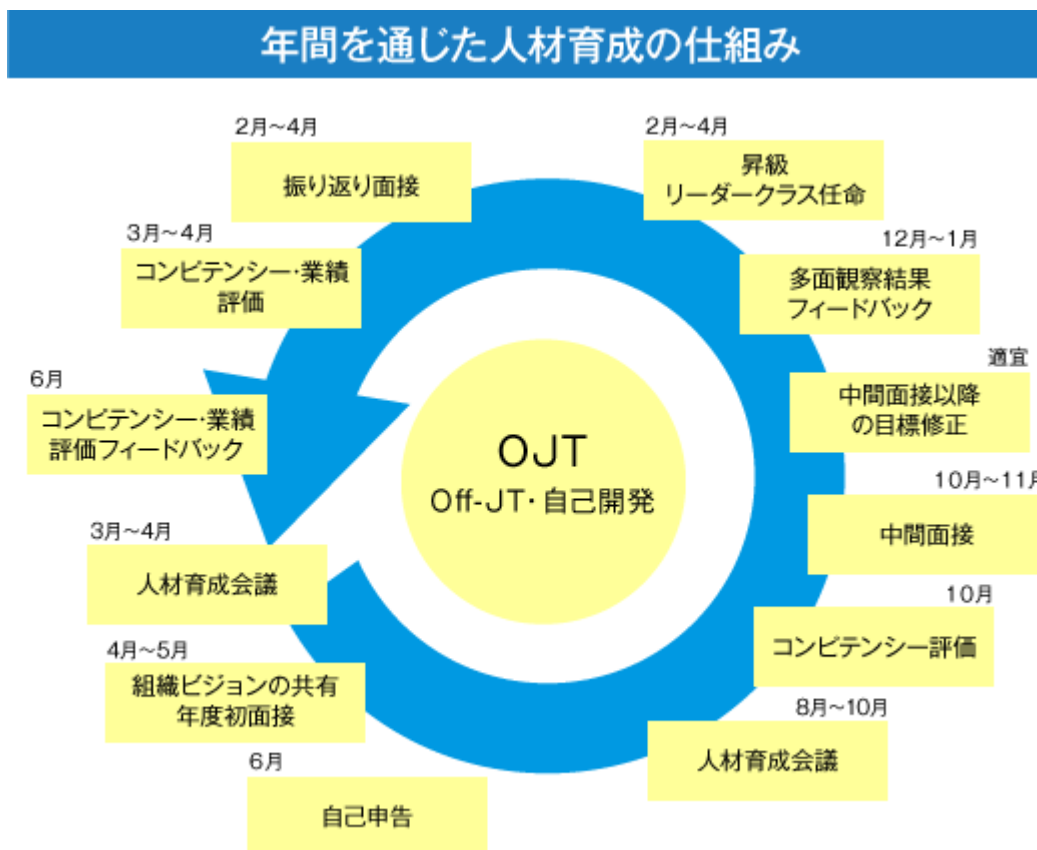 年間を通じた人材育成の仕組み
2月～4月
振り返り面接
2月～4月
昇級
リーダークラス任命
3月～4月
コンピテンシー・業績
評価
12月～1月
多面観察結果
フィードバック
6月
コンピテンシー・業績
評価フィードバック
適宜
中間面接以降
の目標修正
OJT
Off-JT・自己開発
10月～11月
中間面接
3月～4月
人材育成会議
10月
コンピテンシー評価
4月～5月
組織ビジョンの共有
年度初面接
8月～10月
人材育成会議
6月
自己申告